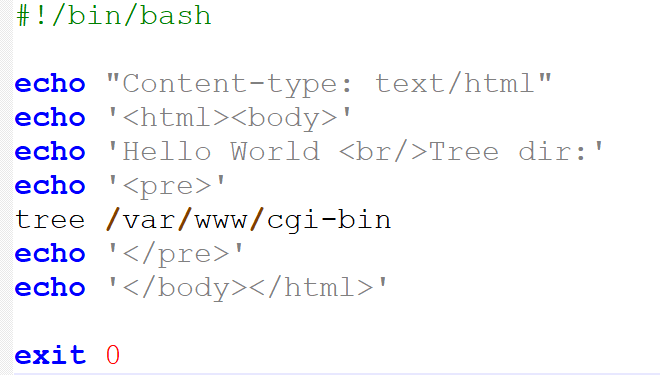 #!/bin/bash
echo "Content-type: text/html"
echo '<html><body>'
echo 'Hello World <br/>Tree dir:'
echo '<pre>'
tree /var/www/cgi-bin
echo '</pre>'
echo '</body></html>'
exit 0